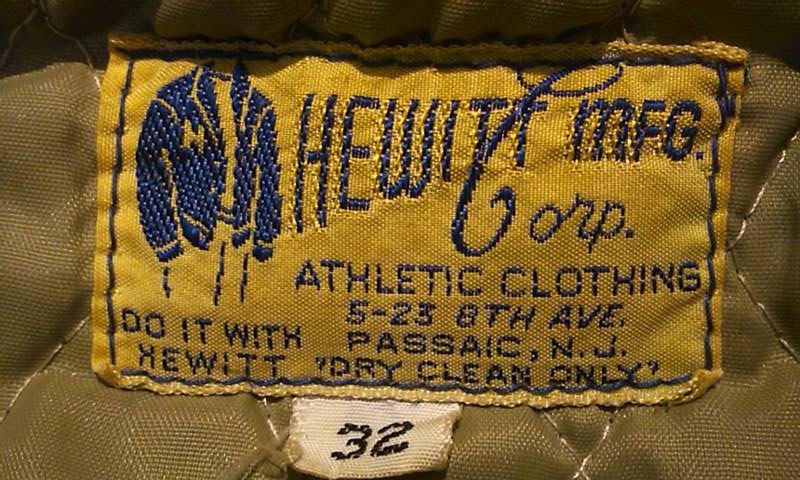 HEWITT MFG.
Corp.
ATHLETIC CLOTHING
5-23 8TH AVE.
PASSAIC, N.J.
DO IT WITH
HEWITT "DRY CLEAN ONLY"
32